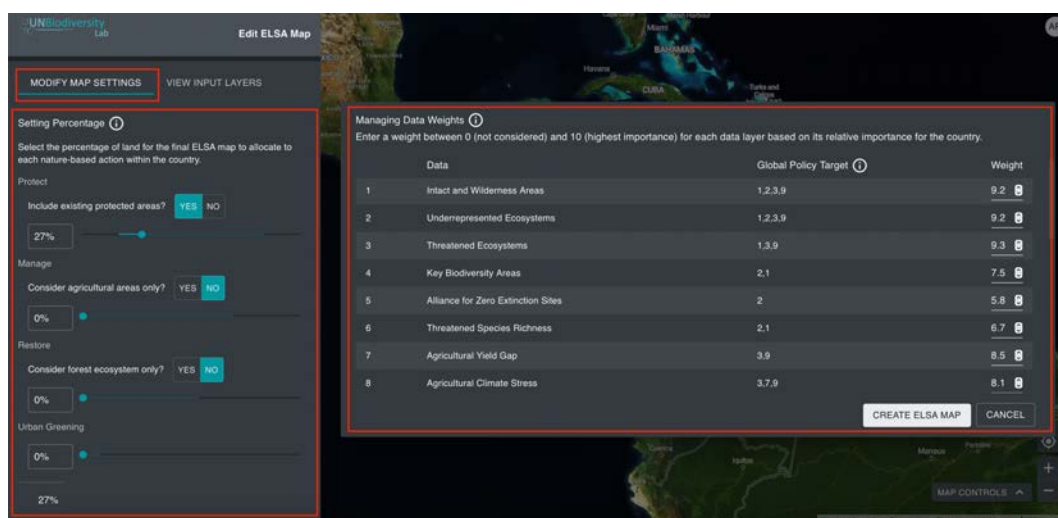 UNBiodiversity
Lab
Edit ELSA Map
MODIFY MAP SETTINGS
VIEW INPUT LAYERS
Setting Percentage
Select the percentage of land for the final ELSA map to allocate to
each nature-based action within the country.
Protect
Include existing protected areas? YES NO
27%
Manage
Consider agricultural areas only? YES NO
0%
Restore
Consider forest ecosystem only? YES NO
0%
Urban Greening
0%
27%
Miami
BAHAMAS
Havana
CUBA
Turks and
Caicos
AF
Managing Data Weights
Enter a weight between 0 (not considered) and 10 (highest importance) for each data layer based on its relative importance for the country.
Data Global Policy Target Weight
1 Intact and Wilderness Areas 1,2,3,9 9.2
2 Underrepresented Ecosystems 1,2,3,9 9.2
3 Threatened Ecosystems 1,3,9 9.3
4 Key Biodiversity Areas 2,1 7.5
5 Alliance for Zero Extinction Sites 2 5.8
6 Threatened Species Richness 2,1 6.7
7 Agricultural Yield Gap 3,9 8.5
8 Agricultural Climate Stress 3,7,9 8.1
CREATE ELSA MAP CANCEL
Cuenca
Iquitos
Manaus
MAP CONTROLS